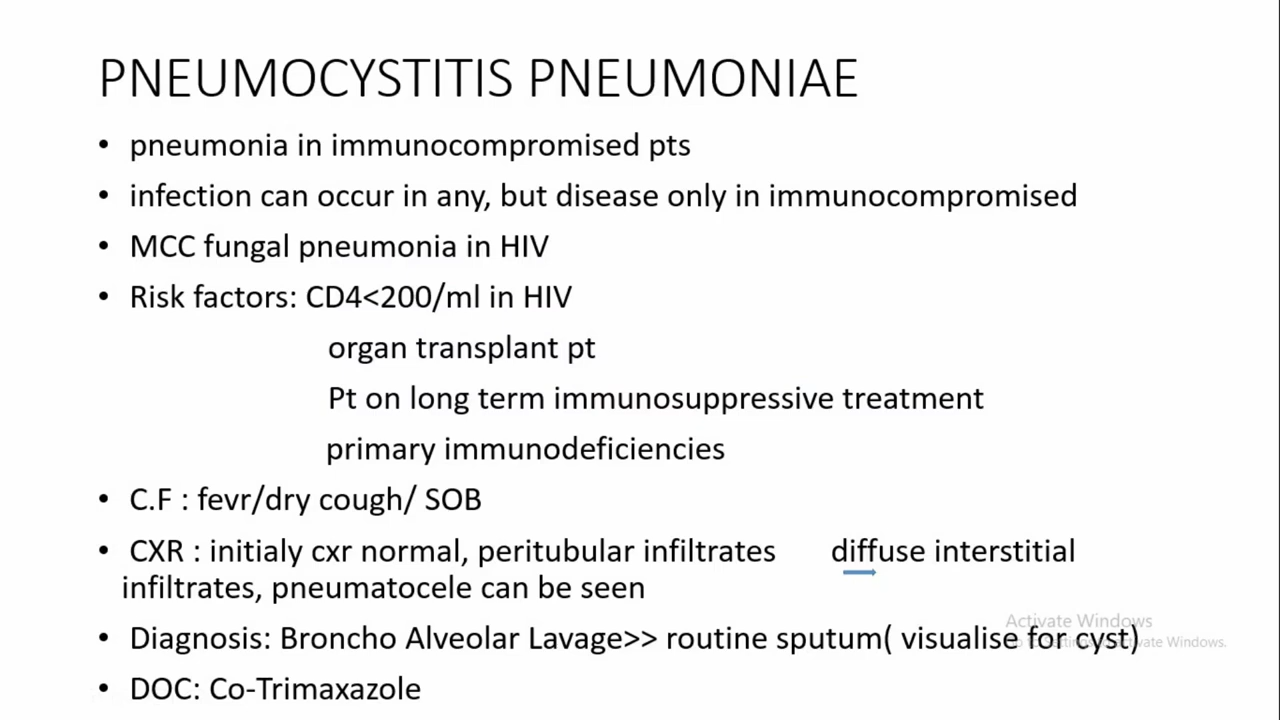 PNEUMOCYSTITIS PNEUMONIAE
• pneumonia in immunocompromised pts
• infection can occur in any, but disease only in immunocompromised
• MCC fungal pneumonia in HIV
• Risk factors: CD4<200/ml in HIV
organ transplant pt
Pt on long term immunosuppressive treatment
primary immunodeficiencies
• C.F : fevr/dry cough/ SOB
• CXR : initialy cxr normal, peritubular infiltrates diffuse interstitial
infiltrates, pneumatocele can be seen
Activate Windows
• Diagnosis: Broncho Alveolar Lavage>> routine sputum( visualise for cyst)
Activate Windows.
• DOC: Co-Trimaxazole